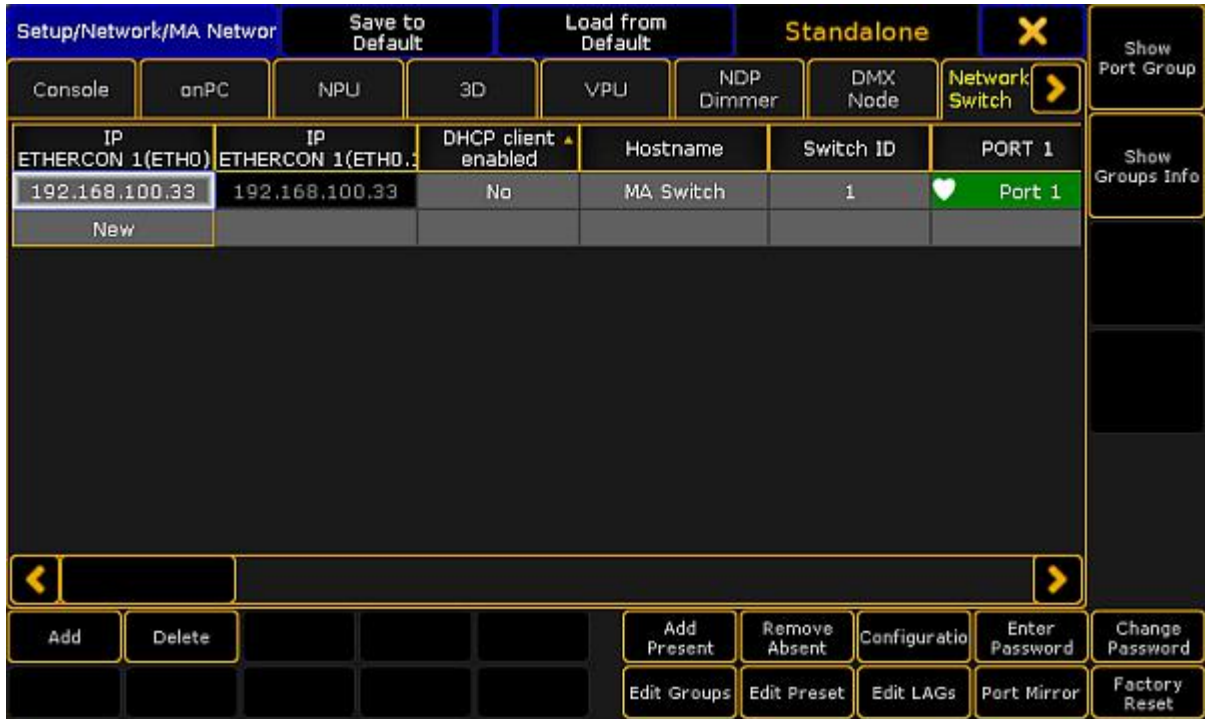 Setup/Network/MA Networ
Save to
Default
Load from
Default
Standalone
Show
Port Group
Console
onPC
NPU
3D
VPU
NDP
Dimmer
DMX
Node
Network
Switch
IP
ETHERCON 1(ETH0)
IP
ETHERCON 1(ETH0.:
DHCP client
enabled
Hostname
Switch ID
PORT 1
Show
Groups Info
192.168.100.33
192.168.100.33
No
MA Switch
1
Port 1
New
Add
Delete
Add
Present
Remove
Absent
Configuratio
Enter
Password
Change
Password
Edit Groups
Edit Preset
Edit LAGs
Port Mirror
Factory
Reset